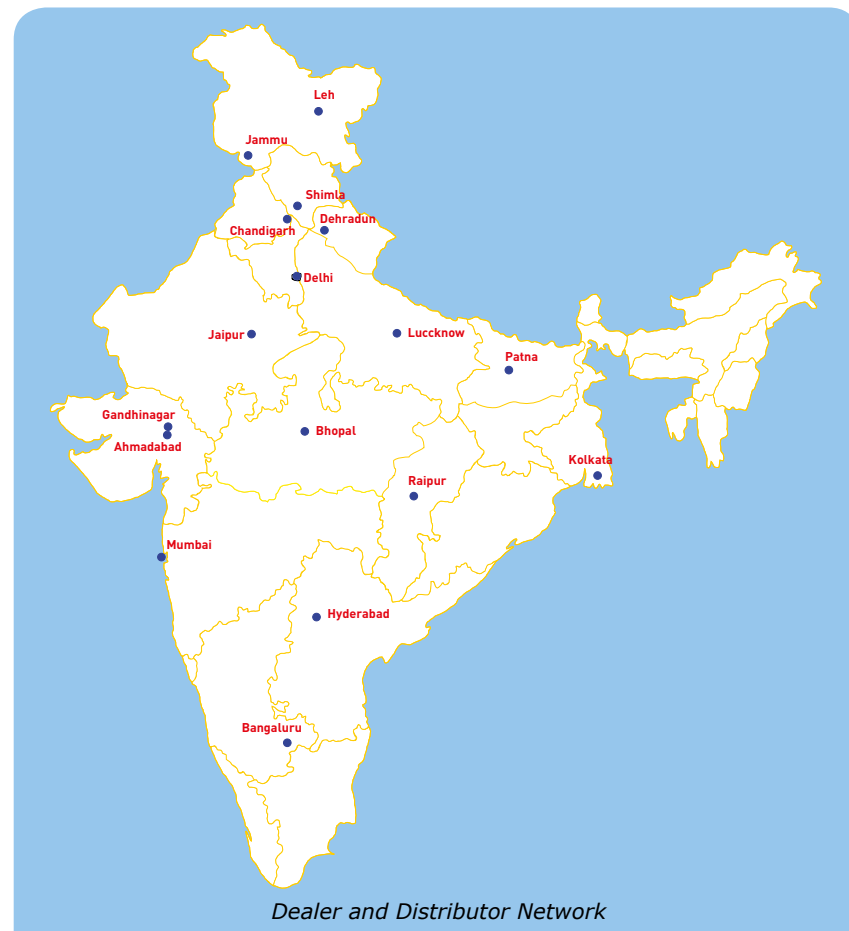 Leh
Jammu
Shimla
Dehradun
Chandigarh
Delhi
Jaipur
Luccknow
Patna
Gandhinagar
Ahmadabad
Bhopal
Kolkata
Raipur
Mumbai
Hyderabad
Bangaluru
Dealer and Distributor Network